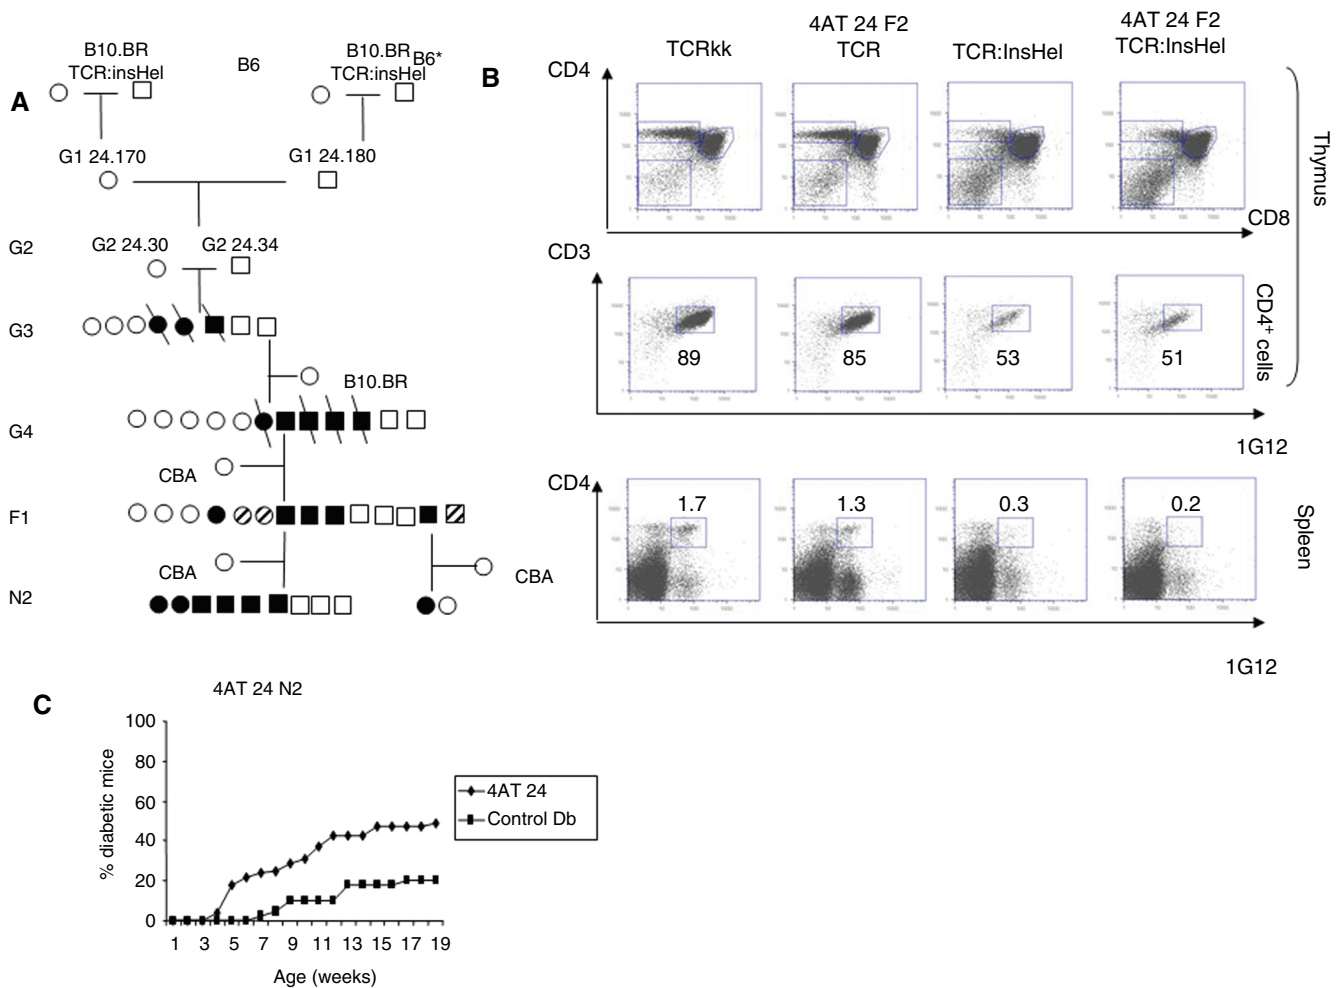 A
B10.BR
TCR:insHel
B6
B10.BR
TCR:insHel
B6*
G1 24.170
G1 24.180
G2
G2 24.30
G2 24.34
G3
B10.BR
G4
CBA
F1
CBA
CBA
N2
B
TCRkk
4AT 24 F2
TCR
TCR:InsHel
4AT 24 F2
TCR:InsHel
CD4
CD8
Thymus
CD3
89
85
53
51
CD4+ cells
1G12
CD4
1.7
1.3
0.3
0.2
Spleen
1G12
C
4AT 24 N2
% diabetic mice
100
80
60
40
20
0
1 3 5 7 9 11 13 15 17 19
Age (weeks)
4AT 24
Control Db